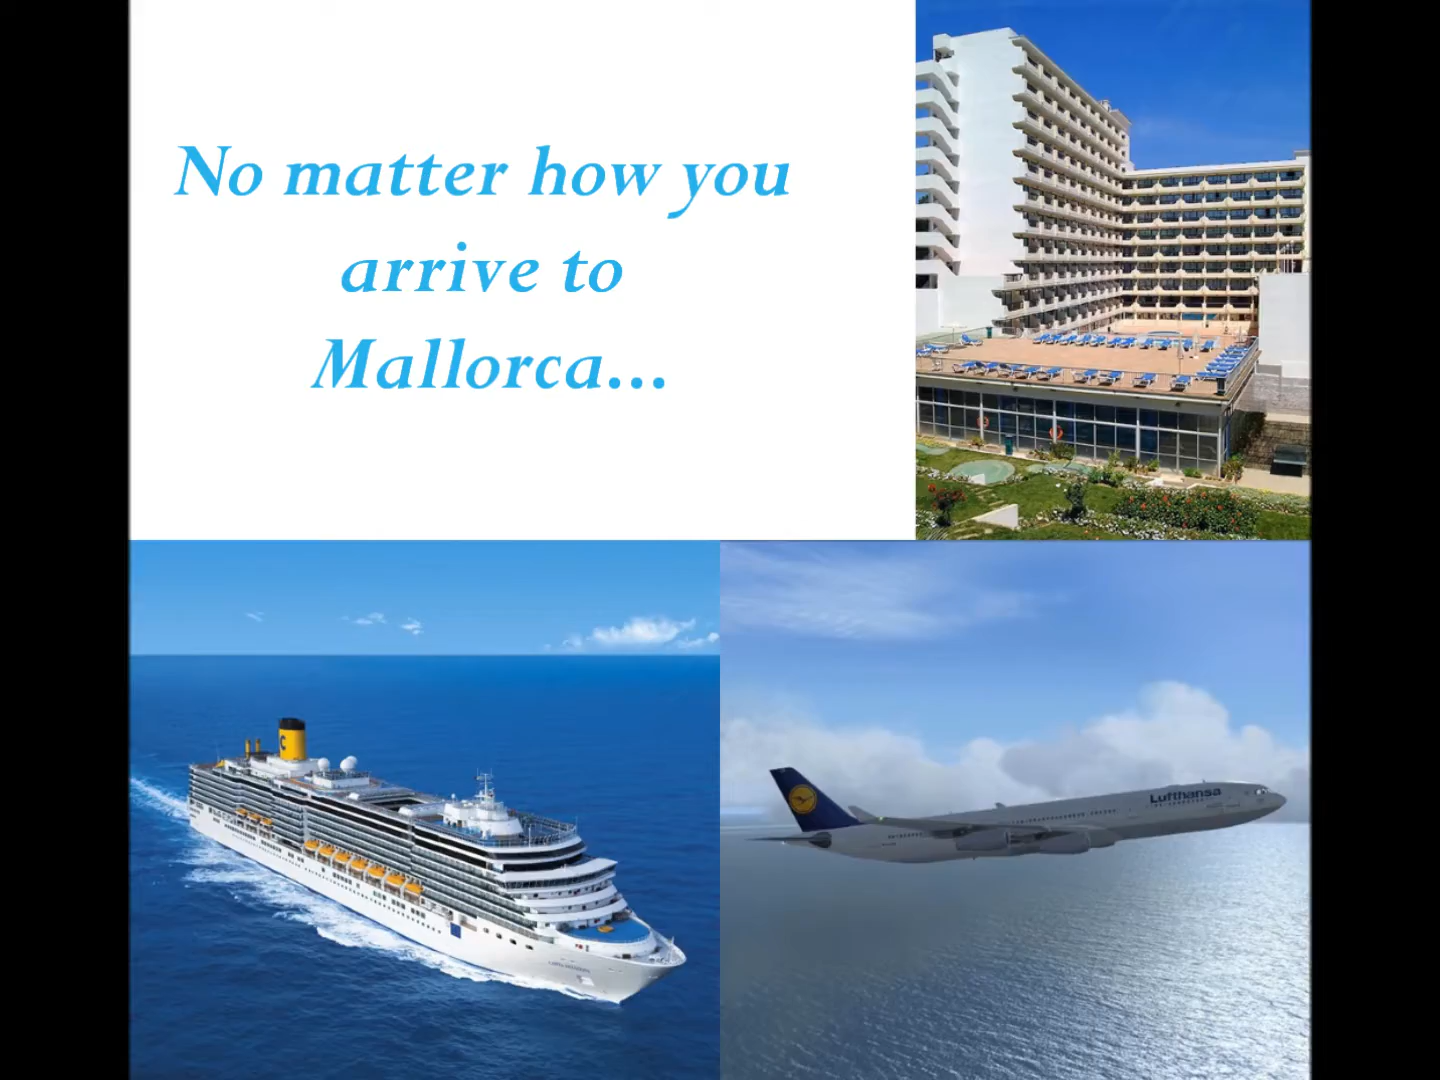 No matter how you
arrive to
Mallorca...
C
Lufthansa